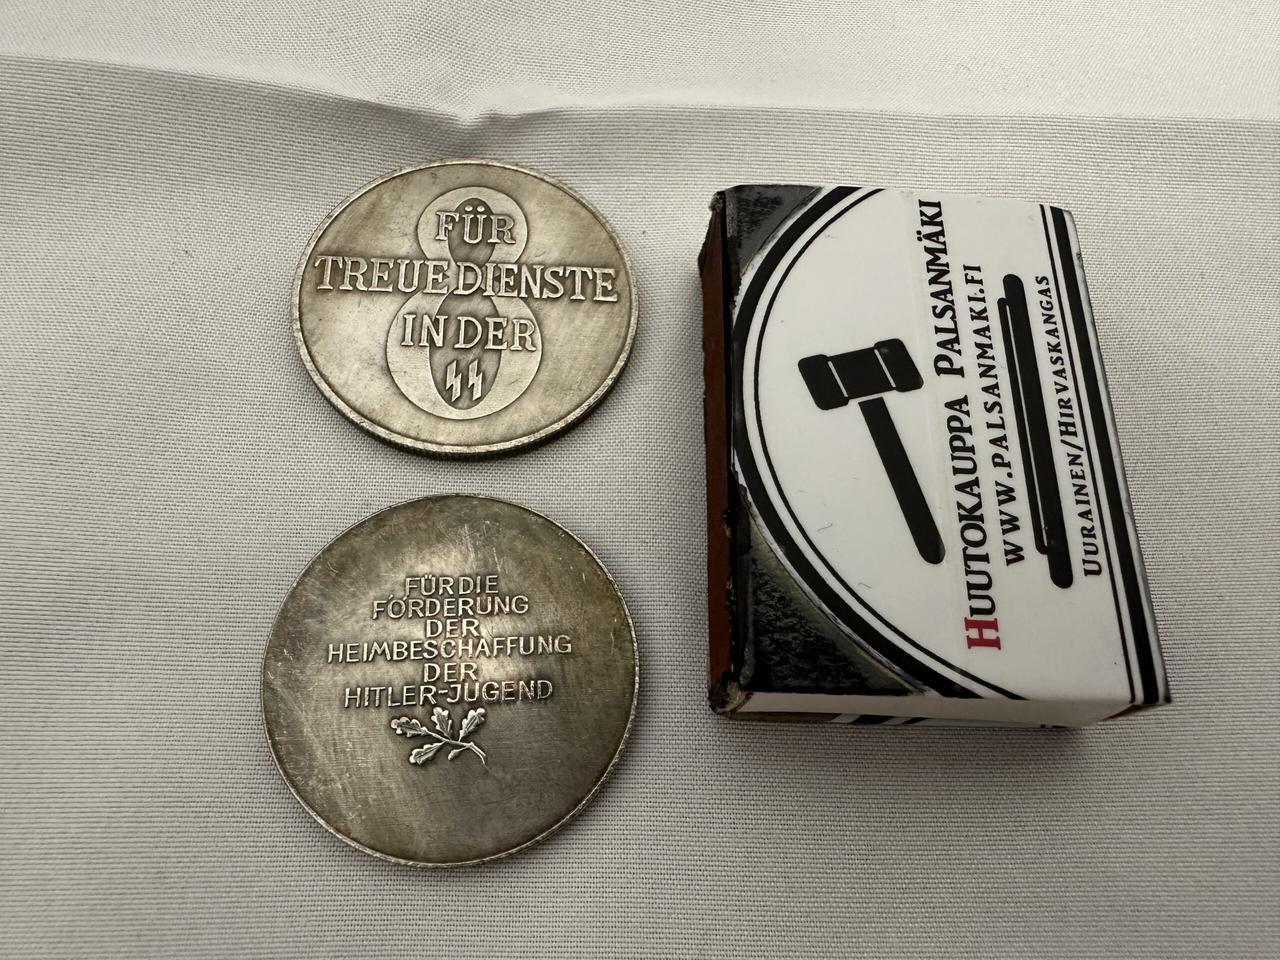 FÜR
TREUE DIENSTE
IN DER
ᛋᛋ
FÜR DIE
FÖRDERUNG
DER
HEIMBESCHAFFUNG
DER
HITLER-JUGEND
HUUTOKAUPPA PALSANMÄKI
WWW.PALSANMAKI.FI
UURAINEN/HIRVASKANGAS